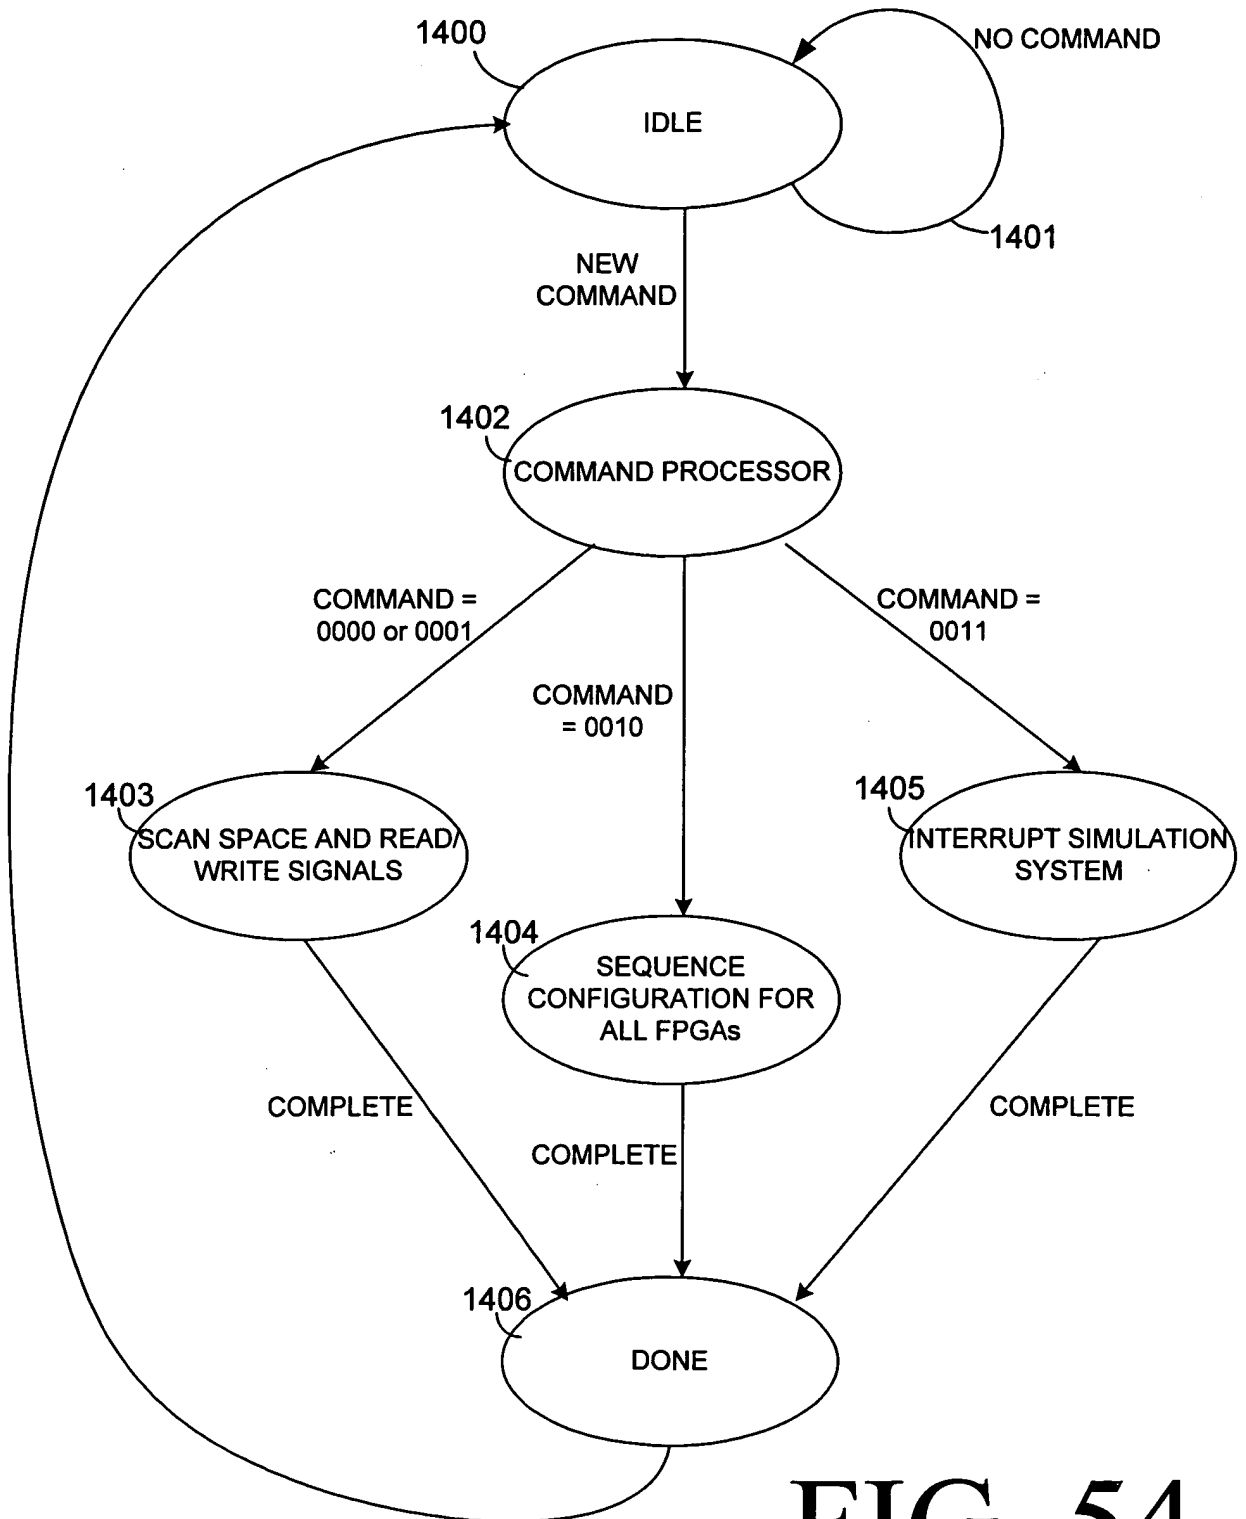 1400
NO COMMAND
IDLE
1401
NEW
COMMAND
1402
COMMAND PROCESSOR
COMMAND =
0000 or 0001
COMMAND =
0011
COMMAND
= 0010
1403
SCAN SPACE AND READ/
WRITE SIGNALS
1405
INTERRUPT SIMULATION
SYSTEM
1404
SEQUENCE
CONFIGURATION FOR
ALL FPGAs
COMPLETE
COMPLETE
COMPLETE
1406
DONE
FIG. 54